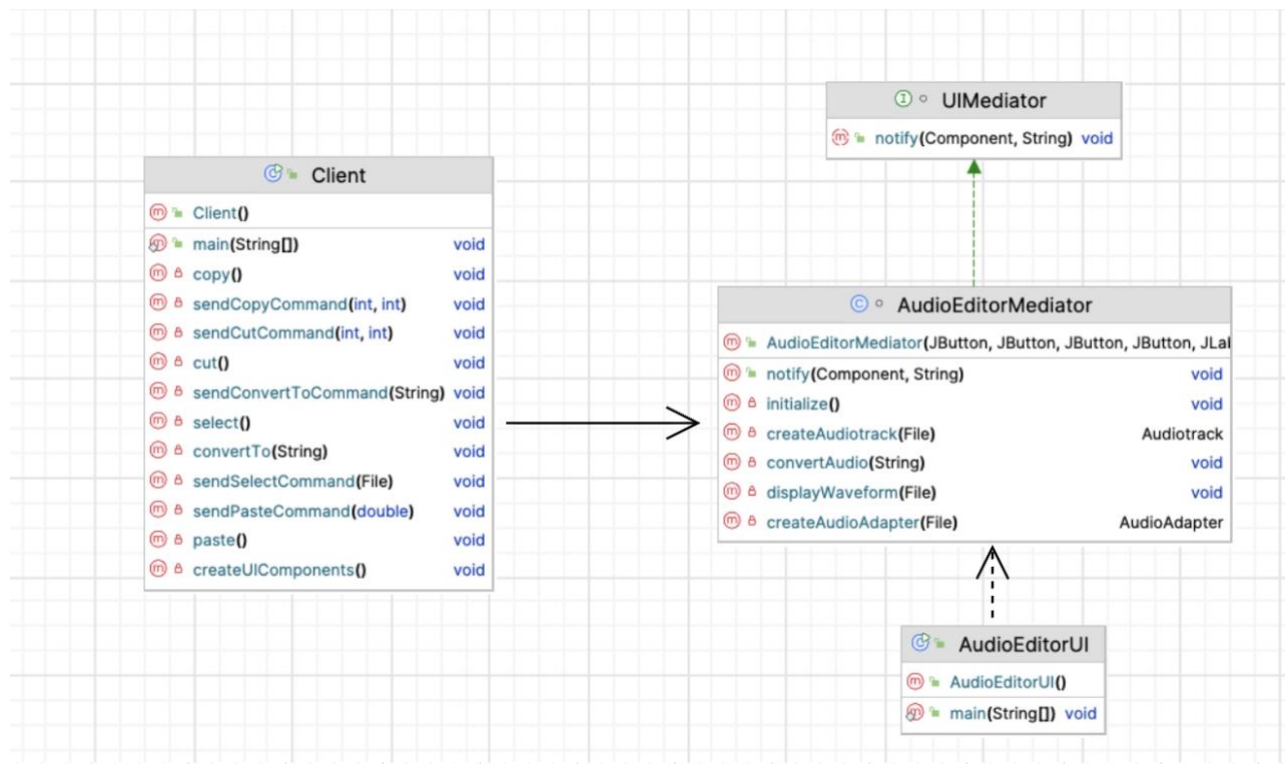 UIMediator
notify(Component, String) void
Client
Client()
main(String[]) void
copy() void
sendCopyCommand(int, int) void
sendCutCommand(int, int) void
cut() void
sendConvertToCommand(String) void
select() void
convertTo(String) void
sendSelectCommand(File) void
sendPasteCommand(double) void
paste() void
createUIComponents() void
AudioEditorMediator
AudioEditorMediator(JButton, JButton, JButton, JButton, JLal
notify(Component, String) void
initialize() void
createAudiotrack(File) Audiotrack
convertAudio(String) void
displayWaveform(File) void
createAudioAdapter(File) AudioAdapter
AudioEditorUI
AudioEditorUI()
main(String[]) void